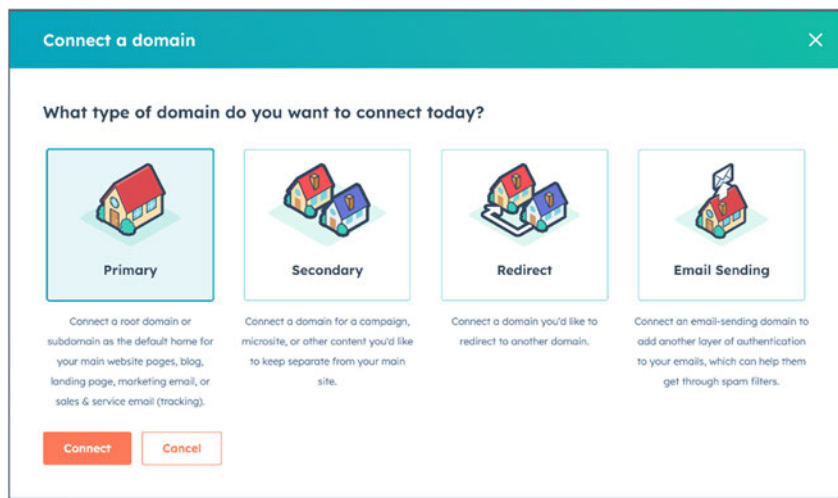 Connect a domain
What type of domain do you want to connect today?
Primary
Connect a root domain or
subdomain as the default home for
your main website pages, blog,
landing page, marketing email, or
sales & service email (tracking).
Secondary
Connect a domain for a campaign,
microsite, or other content you'd like
to keep separate from your main
site.
Redirect
Connect a domain you'd like to
redirect to another domain.
Email Sending
Connect an email-sending domain to
add another layer of authentication
to your emails, which can help them
get through spam filters.
Connect
Cancel